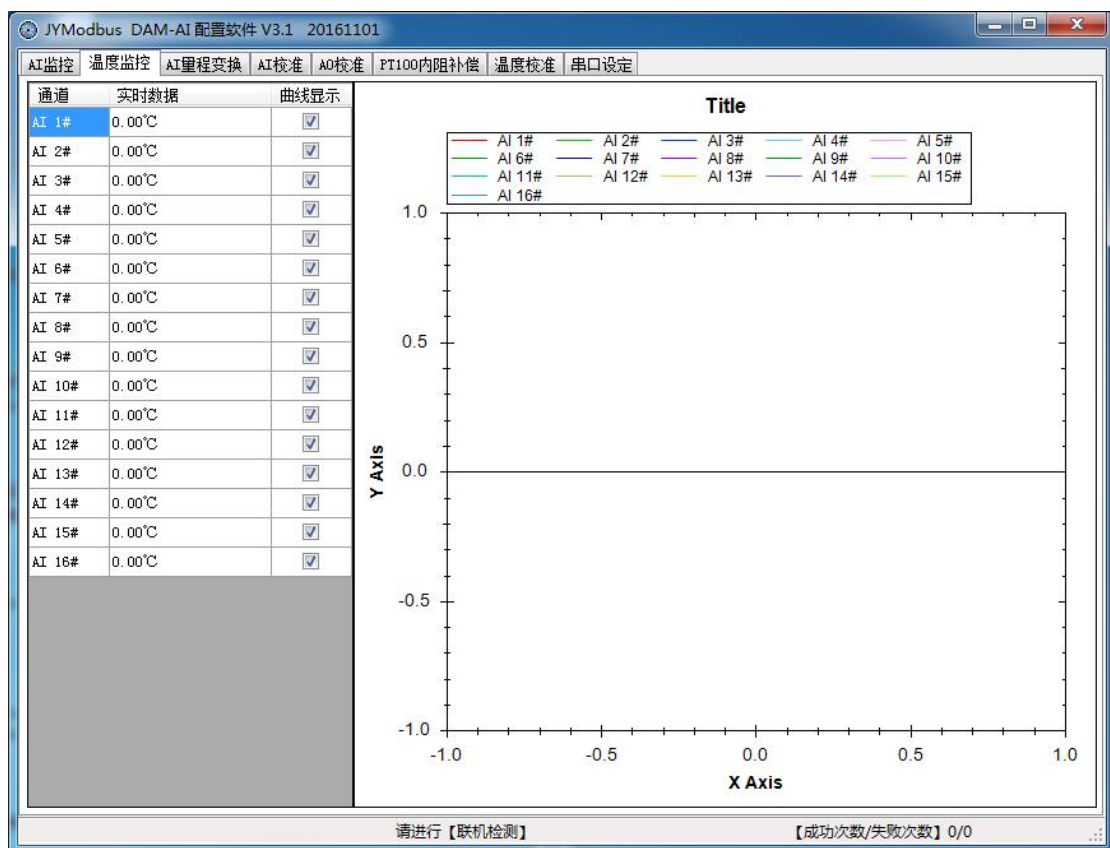 JYModbus DAM-AI 配置软件 V3.1 20161101
AI监控 温度监控 AI量程变换 AI校准 AO校准 PT100内阻补偿 温度校准 串口设定
通道 实时数据 曲线显示
AI 1# 0.00℃
AI 2# 0.00℃
AI 3# 0.00℃
AI 4# 0.00℃
AI 5# 0.00℃
AI 6# 0.00℃
AI 7# 0.00℃
AI 8# 0.00℃
AI 9# 0.00℃
AI 10# 0.00℃
AI 11# 0.00℃
AI 12# 0.00℃
AI 13# 0.00℃
AI 14# 0.00℃
AI 15# 0.00℃
AI 16# 0.00℃
Title
AI 1# AI 2# AI 3# AI 4# AI 5#
AI 6# AI 7# AI 8# AI 9# AI 10#
AI 11# AI 12# AI 13# AI 14# AI 15#
AI 16#
1.0
0.5
0.0
-0.5
-1.0
Y Axis
-1.0 -0.5 0.0 0.5 1.0
X Axis
请进行【联机检测】 【成功次数/失败次数】0/0